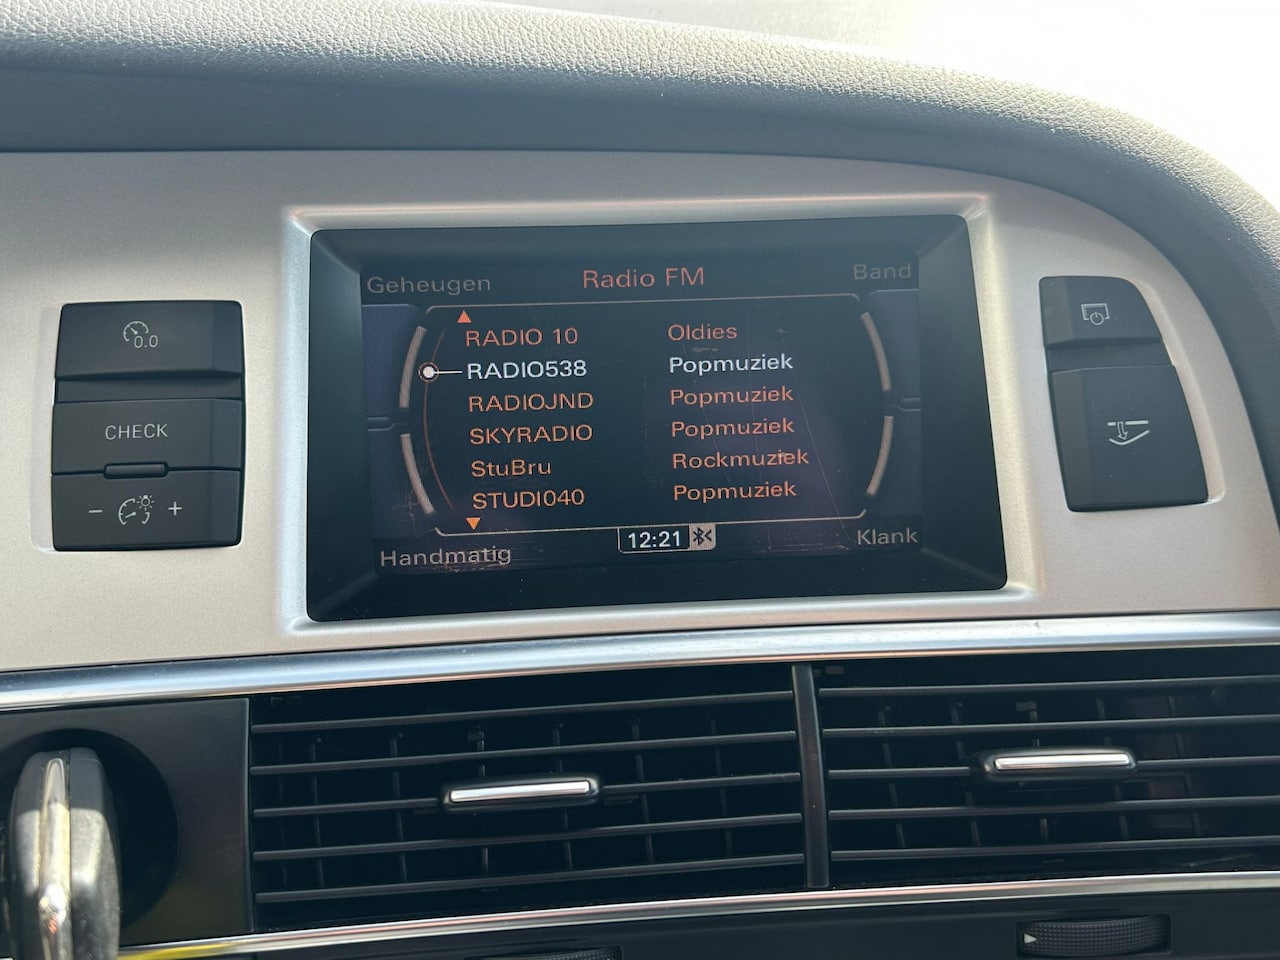 Geheugen Radio FM Band
RADIO 10 Oldies
RADIO538 Popmuziek
RADIOJND Popmuziek
SKYRADIO Popmuziek
StuBru Rockmuziek
STUDIO40 Popmuziek
Handmatig 12:21 Klank
0.0
CHECK
- +